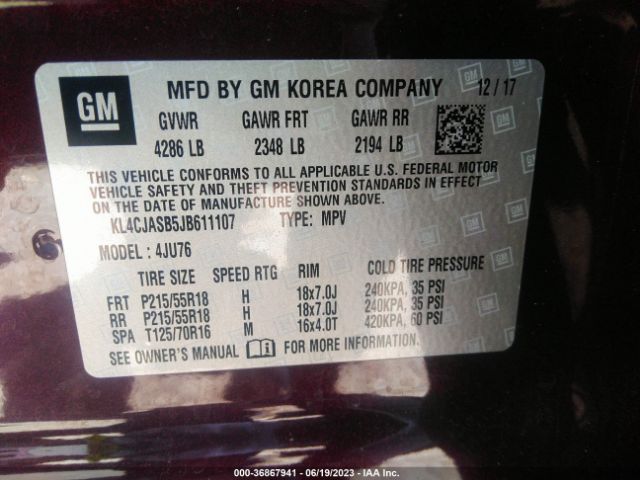 GM
MFD BY GM KOREA COMPANY 12/17
GVWR GAWR FRT GAWR RR
4286 LB 2348 LB 2194 LB
THIS VEHICLE CONFORMS TO ALL APPLICABLE U.S. FEDERAL MOTOR
VEHICLE SAFETY AND THEFT PREVENTION STANDARDS IN EFFECT
ON THE DATE OF MANUFACTURE SHOWN ABOVE.
KL4CJASB5JB611107 TYPE: MPV
MODEL: 4JU76
TIRE SIZE SPEED RTG RIM COLD TIRE PRESSURE
FRT P215/55R18 H 18x7.0J 240KPA, 35 PSI
RR P215/55R18 H 18x7.0J 240KPA, 35 PSI
SPA T125/70R16 M 16x4.0T 420KPA, 60 PSI
SEE OWNER'S MANUAL FOR MORE INFORMATION.
000-36867941 - 06/19/2023 - IAA Inc.